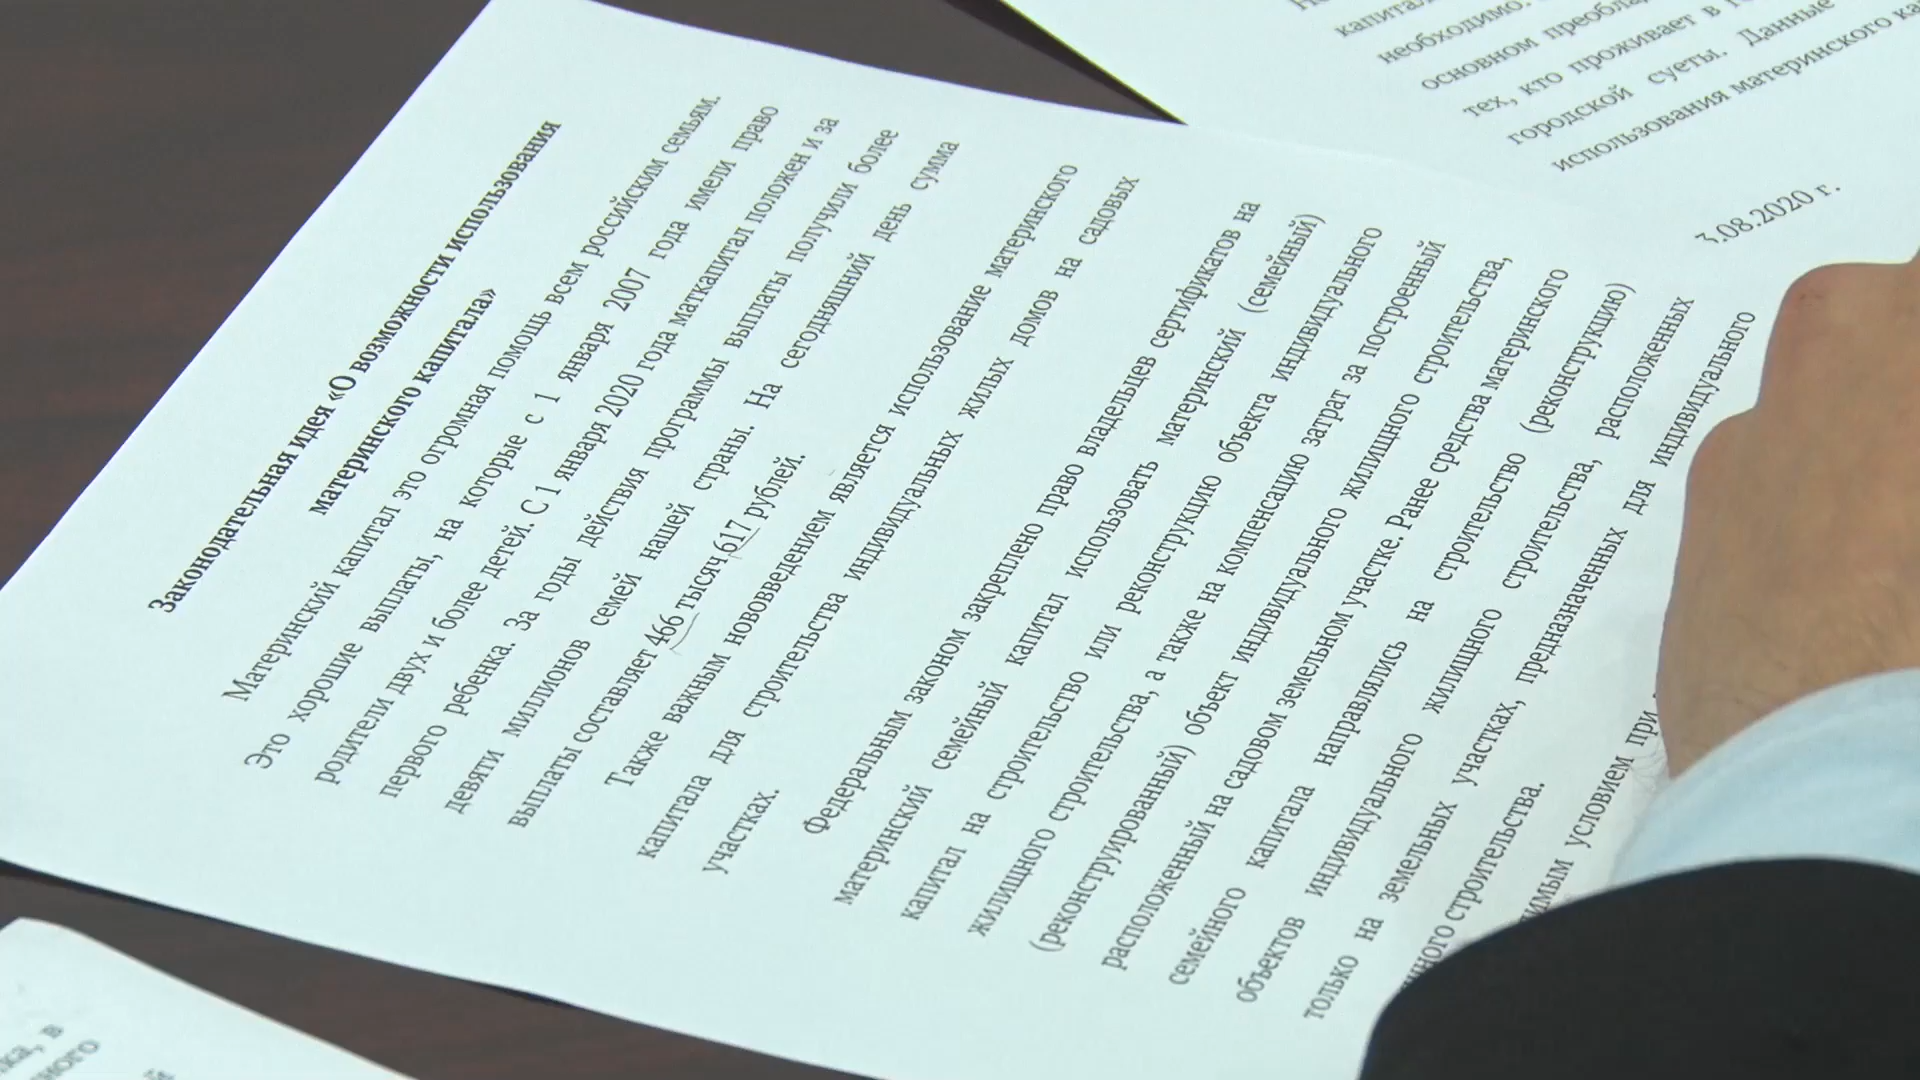 Законодательная идея «О возможности использования
материнского капитала»
Материнский капитал это огромная помощь всем российским семьям.
Это хорошие выплаты, на которые с 1 января 2007 года имели право
родители двух и более детей. С 1 января 2020 года маткапитал положен и за
первого ребенка. За годы действия программы выплаты получили более
девяти миллионов семей нашей страны. На сегодняшний день сумма
выплаты составляет 466 тысяч 617 рублей.
Также важным нововведением является использование материнского
капитала для строительства индивидуальных жилых домов на садовых
участках.
Федеральным законом закреплено право владельцев сертификатов на
материнский семейный капитал использовать материнский (семейный)
капитал на строительство или реконструкцию объекта индивидуального
жилищного строительства, а также на компенсацию затрат за построенный
(реконструированный) объект индивидуального жилищного строительства,
расположенный на садовом земельном участке. Ранее средства материнского
семейного капитала направлялись на строительство (реконструкцию)
объектов индивидуального жилищного строительства, расположенных
только на земельных участках, предназначенных для индивидуального
строительства.
условием при
необходимо.
основном
тех, кто проживает в
городской суеты. Данные
использования материнского
3.08.2020 г.